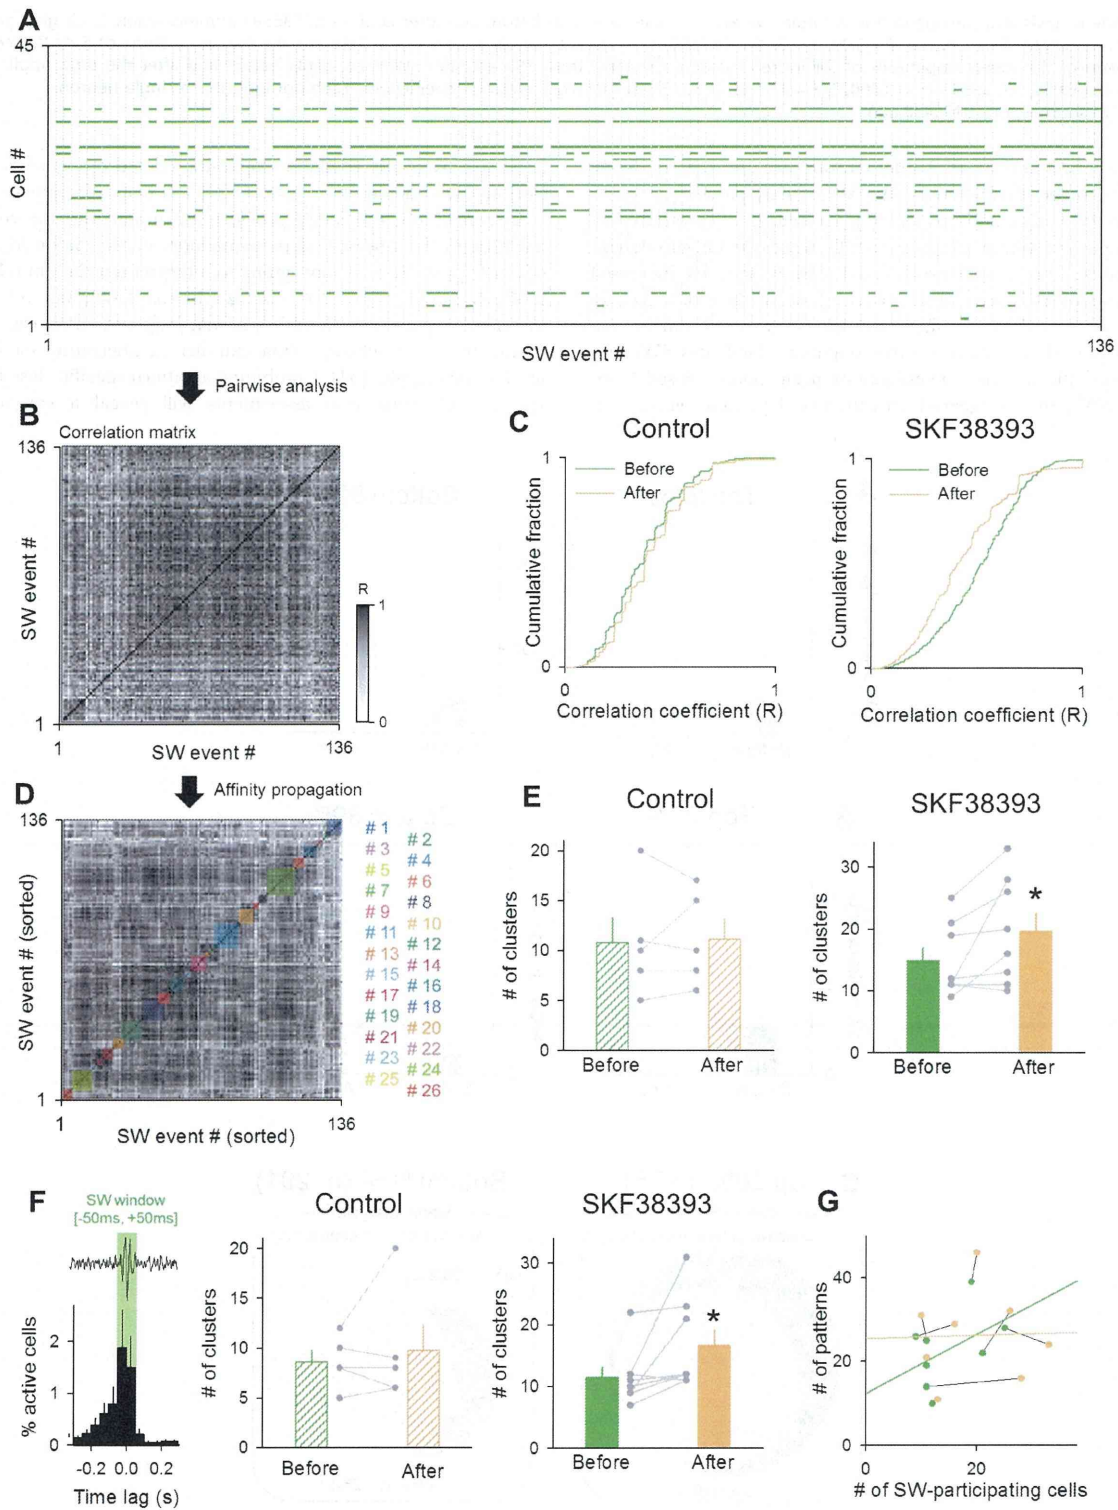 A
45
Cell #
1
1
SW event #
136
Pairwise analysis
B
Correlation matrix
136
SW event #
1
1
SW event #
136
R
1
0
C
Control
Before
After
1
Cumulative fraction
0
0
1
Correlation coefficient (R)
SKF38393
Before
After
1
Cumulative fraction
0
0
1
Correlation coefficient (R)
Affinity propagation
D
136
SW event # (sorted)
1
1
136
SW event # (sorted)
# 1
# 2
# 3
# 4
# 5
# 6
# 7
# 8
# 9
# 10
# 11
# 12
# 13
# 14
# 15
# 16
# 17
# 18
# 19
# 20
# 21
# 22
# 23
# 24
# 25
# 26
E
Control
20
15
10
5
0
# of clusters
Before
After
SKF38393
30
20
10
0
# of clusters
*
Before
After
F
SW window
[-50ms, +50ms]
2
1
0
% active cells
-0.2
0.0
0.2
Time lag (s)
Control
20
15
10
5
0
# of clusters
Before
After
SKF38393
30
20
10
0
# of clusters
*
Before
After
G
40
20
0
# of patterns
0
20
# of SW-participating cells